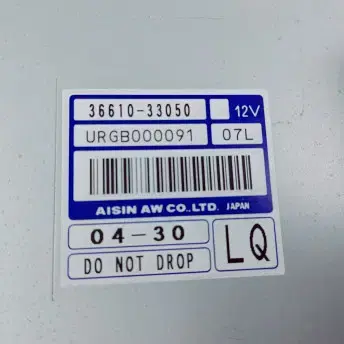 36610-33050 12V
URGB000091 07L
AISIN AW CO.,LTD. JAPAN
04-30
DO NOT DROP
LQ